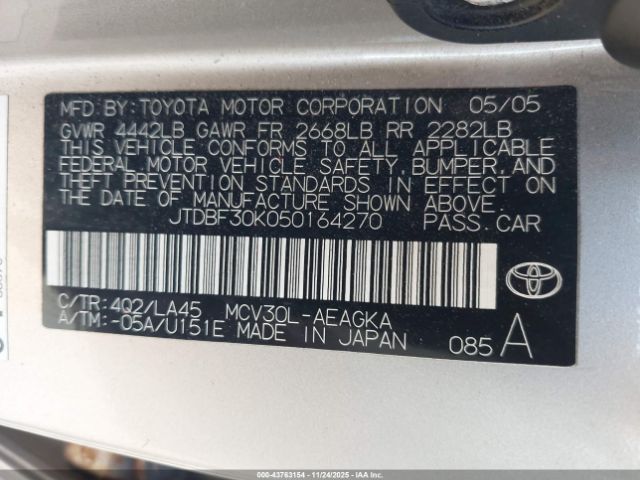 MFD. BY: TOYOTA MOTOR CORPORATION 05/05
GVWR 4442LB GAWR FR 2668LB RR 2282LB
THIS VEHICLE CONFORMS TO ALL APPLICABLE
FEDERAL MOTOR VEHICLE SAFETY, BUMPER, AND
THEFT PREVENTION STANDARDS IN EFFECT ON
THE DATE OF MANUFACTURE SHOWN ABOVE.
JTDBF30K050164270 PASS. CAR
C/TR: 4Q2/LA45 MCV30L-AEAGKA
A/TM: -05A/U151E MADE IN JAPAN
085 A
TOYOTA
000-43763154 - 11/24/2025 - IAAI.CA